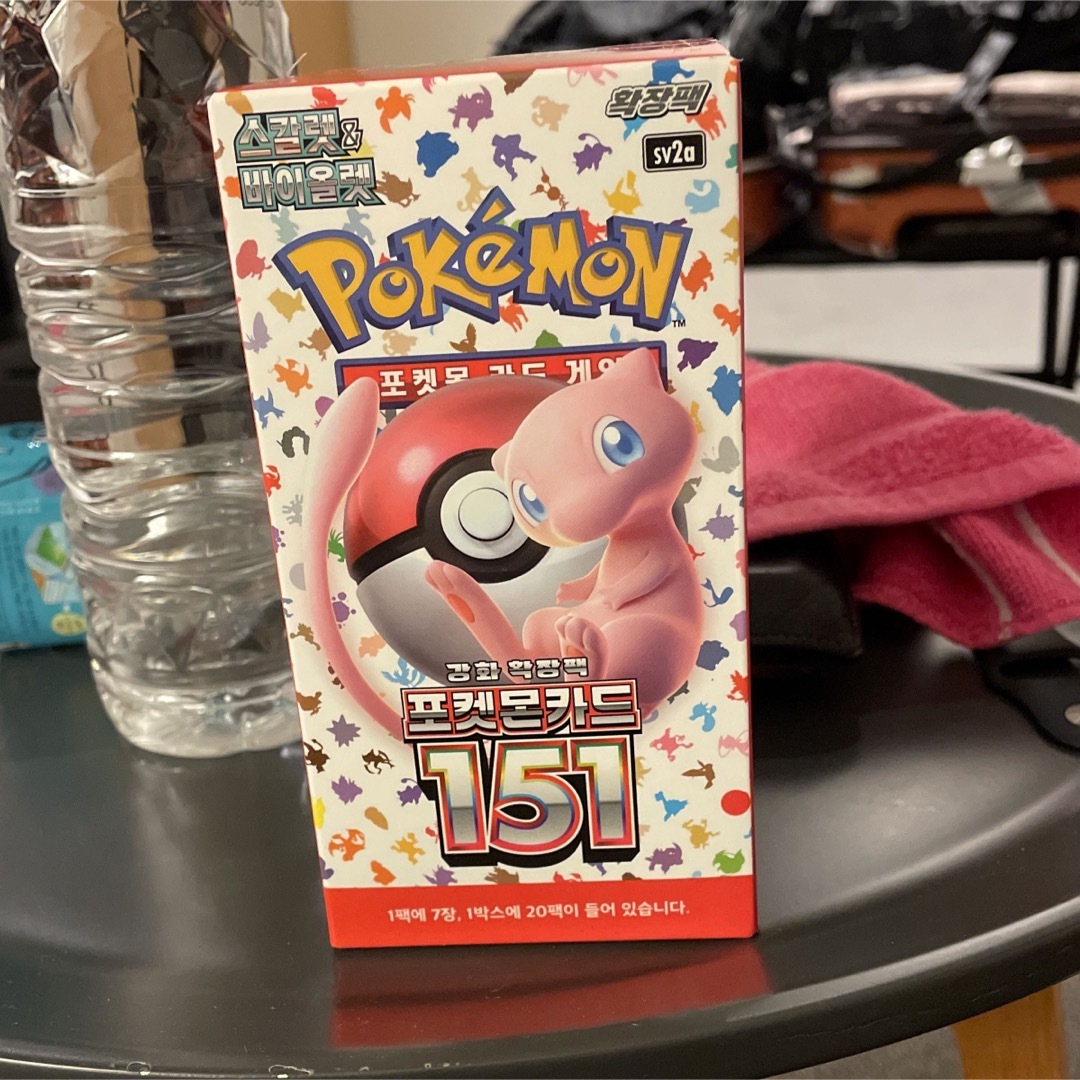 스칼렛&
바이올렛
확장팩
sv2a
POKéMON
TM
포켓몬 카드 게임
강화 확장팩
포켓몬카드
151
1팩에 7장, 1박스에 20팩이 들어 있습니다.